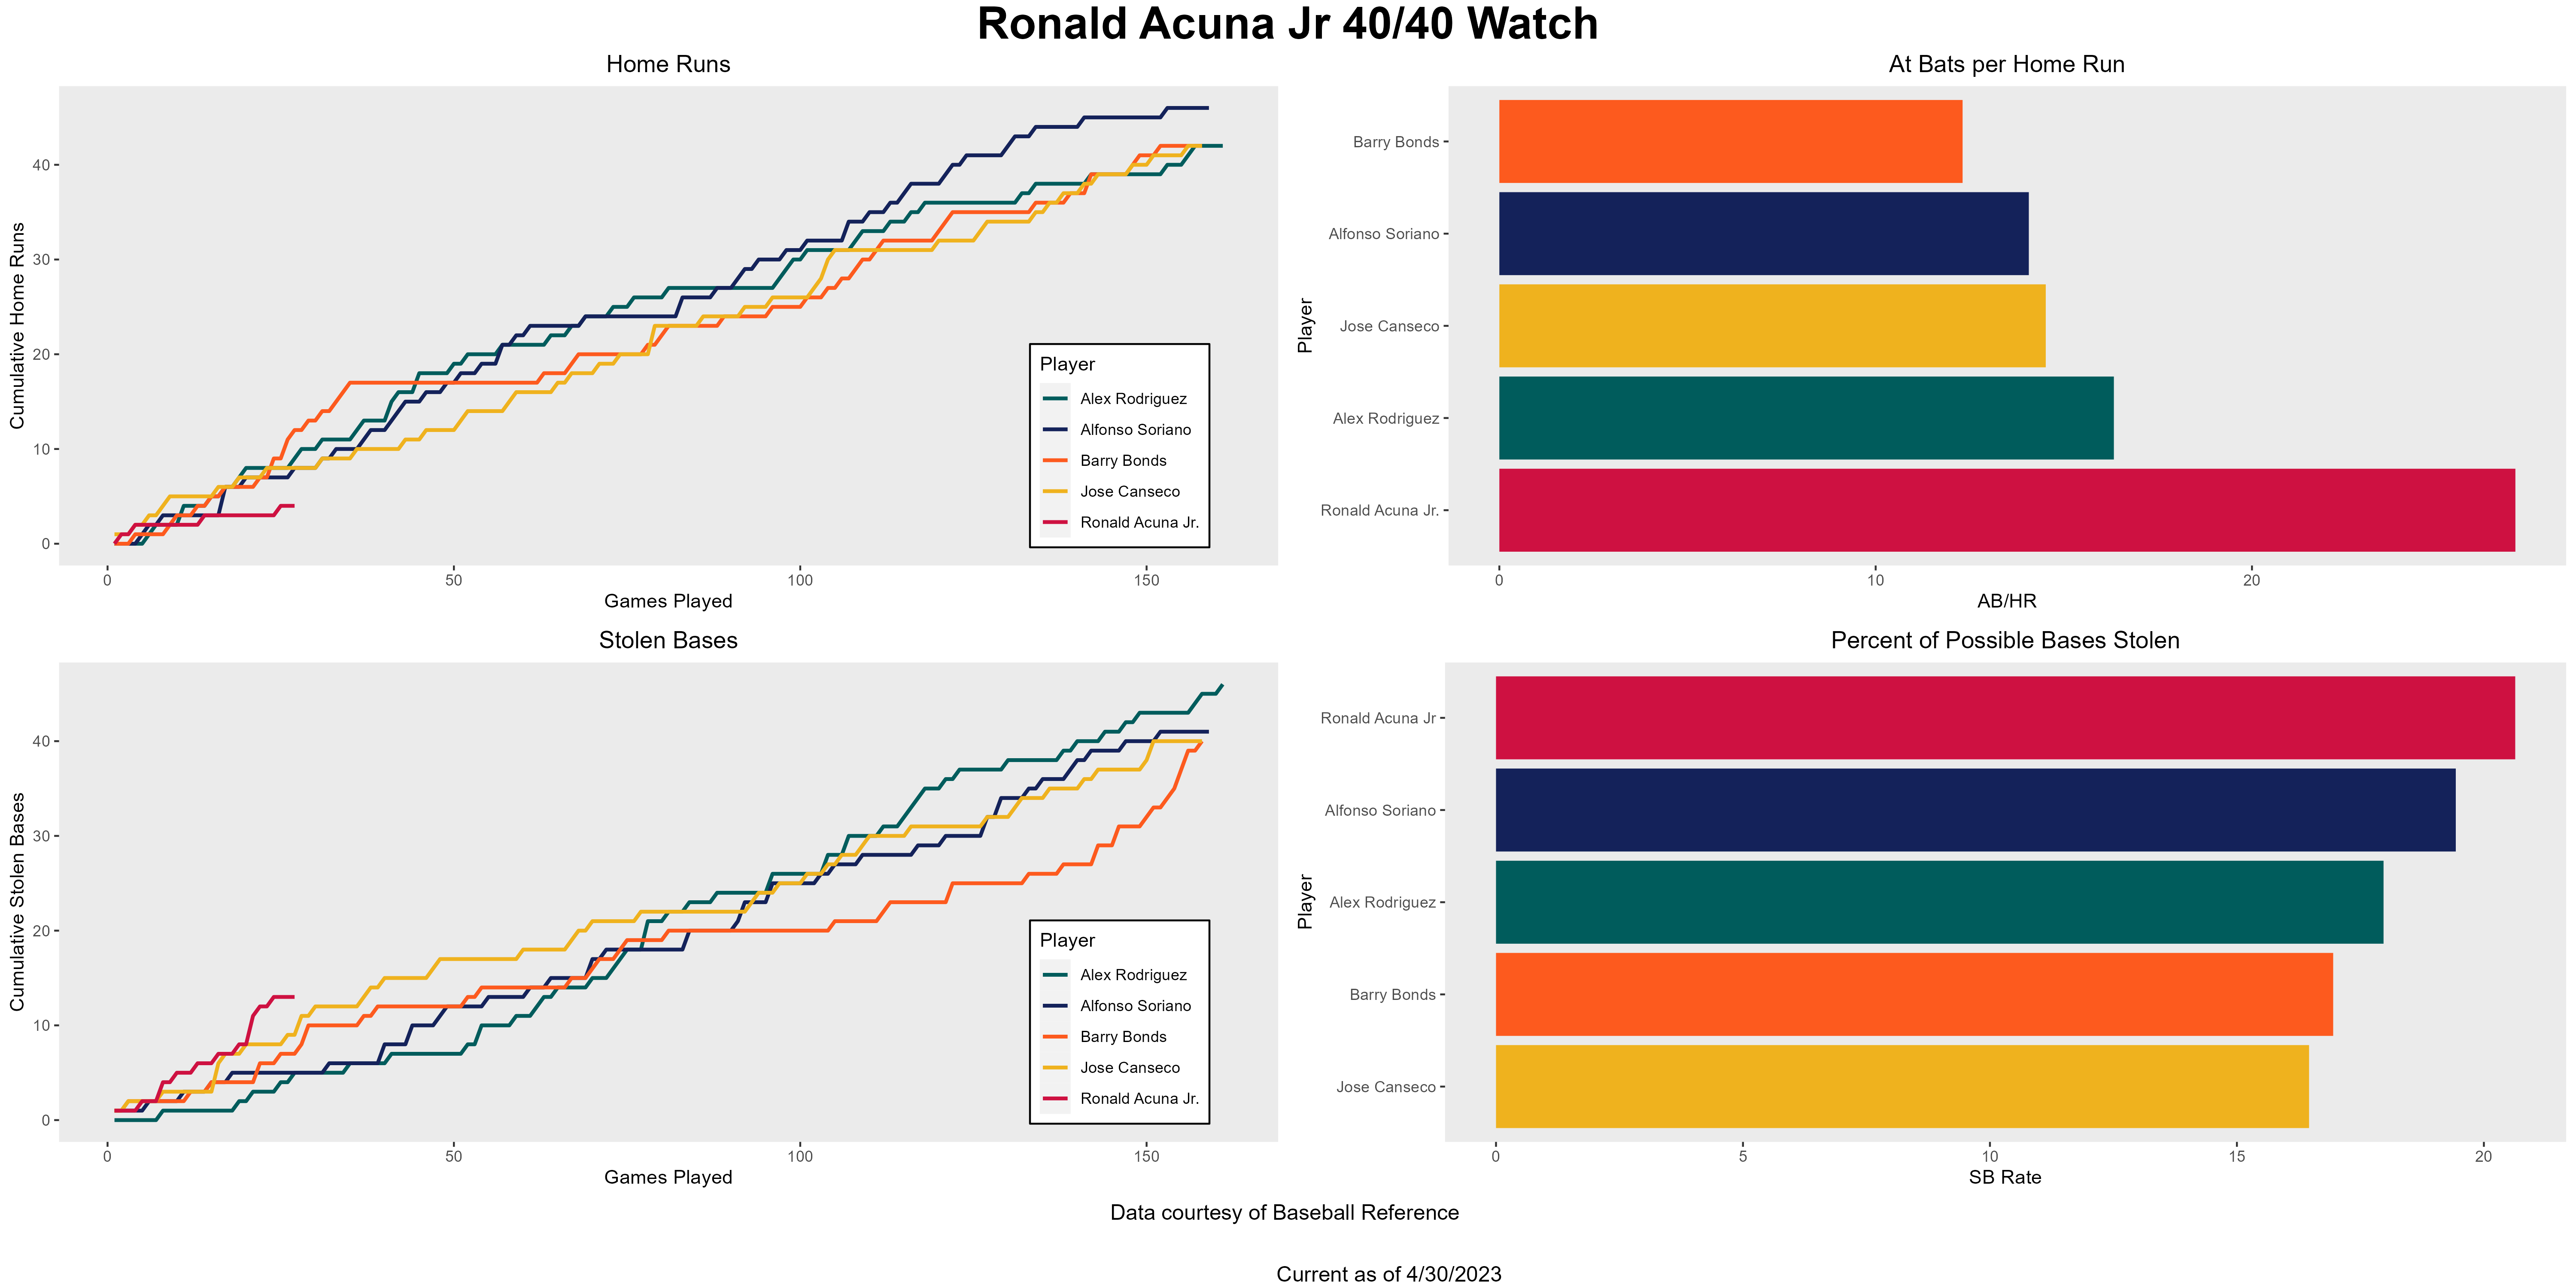 Ronald Acuna Jr 40/40 Watch
Home Runs
Cumulative Home Runs
40
30
20
10
0
0 50 100 150
Games Played
Player
Alex Rodriguez
Alfonso Soriano
Barry Bonds
Jose Canseco
Ronald Acuna Jr.
At Bats per Home Run
Player
Barry Bonds
Alfonso Soriano
Jose Canseco
Alex Rodriguez
Ronald Acuna Jr.
0 10 20
AB/HR
Stolen Bases
Cumulative Stolen Bases
40
30
20
10
0
0 50 100 150
Games Played
Player
Alex Rodriguez
Alfonso Soriano
Barry Bonds
Jose Canseco
Ronald Acuna Jr.
Percent of Possible Bases Stolen
Player
Ronald Acuna Jr
Alfonso Soriano
Alex Rodriguez
Barry Bonds
Jose Canseco
0 5 10 15 20
SB Rate
Data courtesy of Baseball Reference
Current as of 4/30/2023